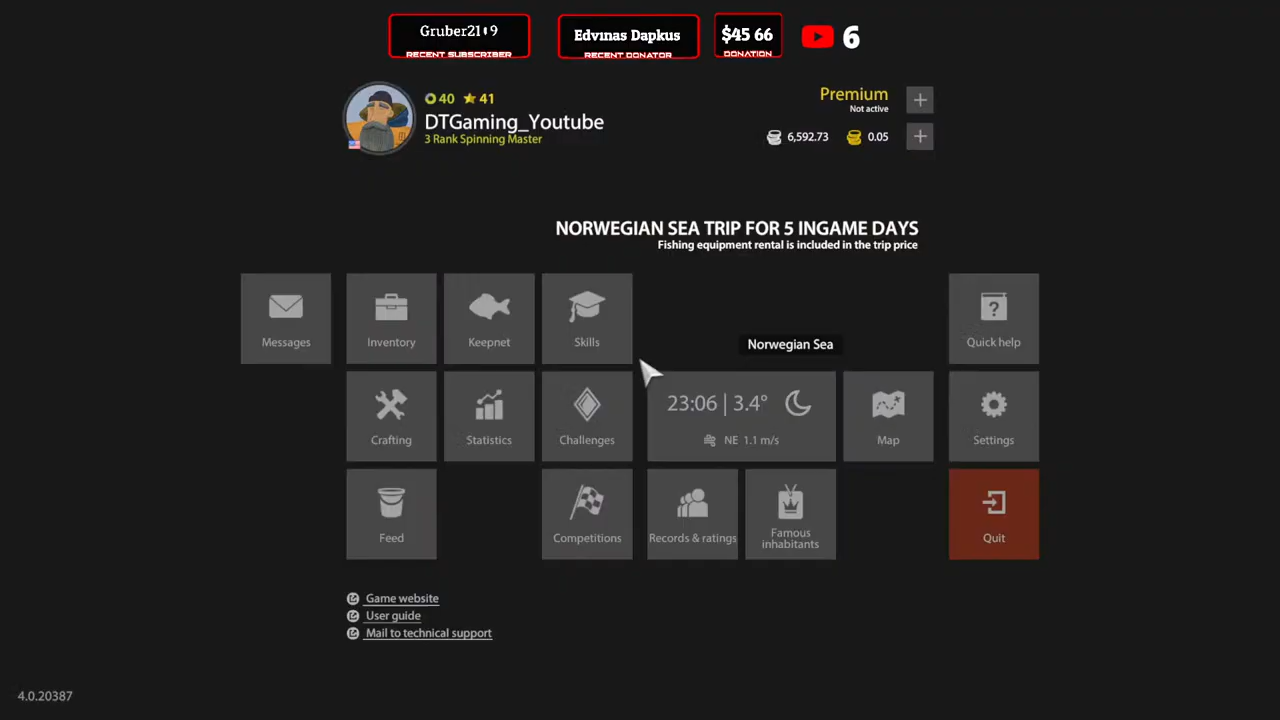 Gruber2109
RECENT SUBSCRIBER
Edvinas Dapkus
RECENT DONATOR
$45 66
DONATION
6
40 41
DTGaming_Youtube
3 Rank Spinning Master
Premium
Not active
6,592.73 0.05
NORWEGIAN SEA TRIP FOR 5 INGAME DAYS
Fishing equipment rental is included in the trip price
Messages
Inventory
Keepnet
Skills
Norwegian Sea
Quick help
Crafting
Statistics
Challenges
23:06 | 3.4°
NE 1.1 m/s
Map
Settings
Feed
Competitions
Records & ratings
Famous
inhabitants
Quit
Game website
User guide
Mail to technical support
4.0.20387